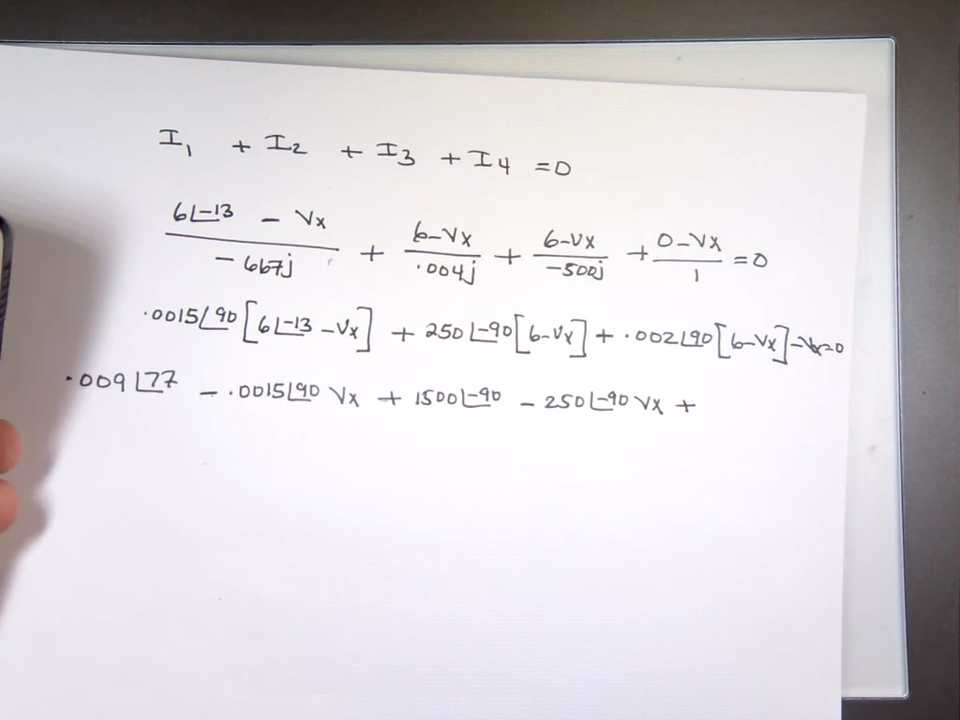 I₁ + I₂ + I₃ + I₄ = 0
(6∠-13 - Vx)/(-667j) + (6-Vx)/(.004j) + (6-Vx)/(-500j) + (0-Vx)/1 = 0
.0015∠90 [6∠-13 - Vx] + 250∠-90 [6-Vx] + .002∠90 [6-Vx] - Vx = 0
.009∠77 - .0015∠90 Vx + 1500∠-90 - 250∠-90 Vx +